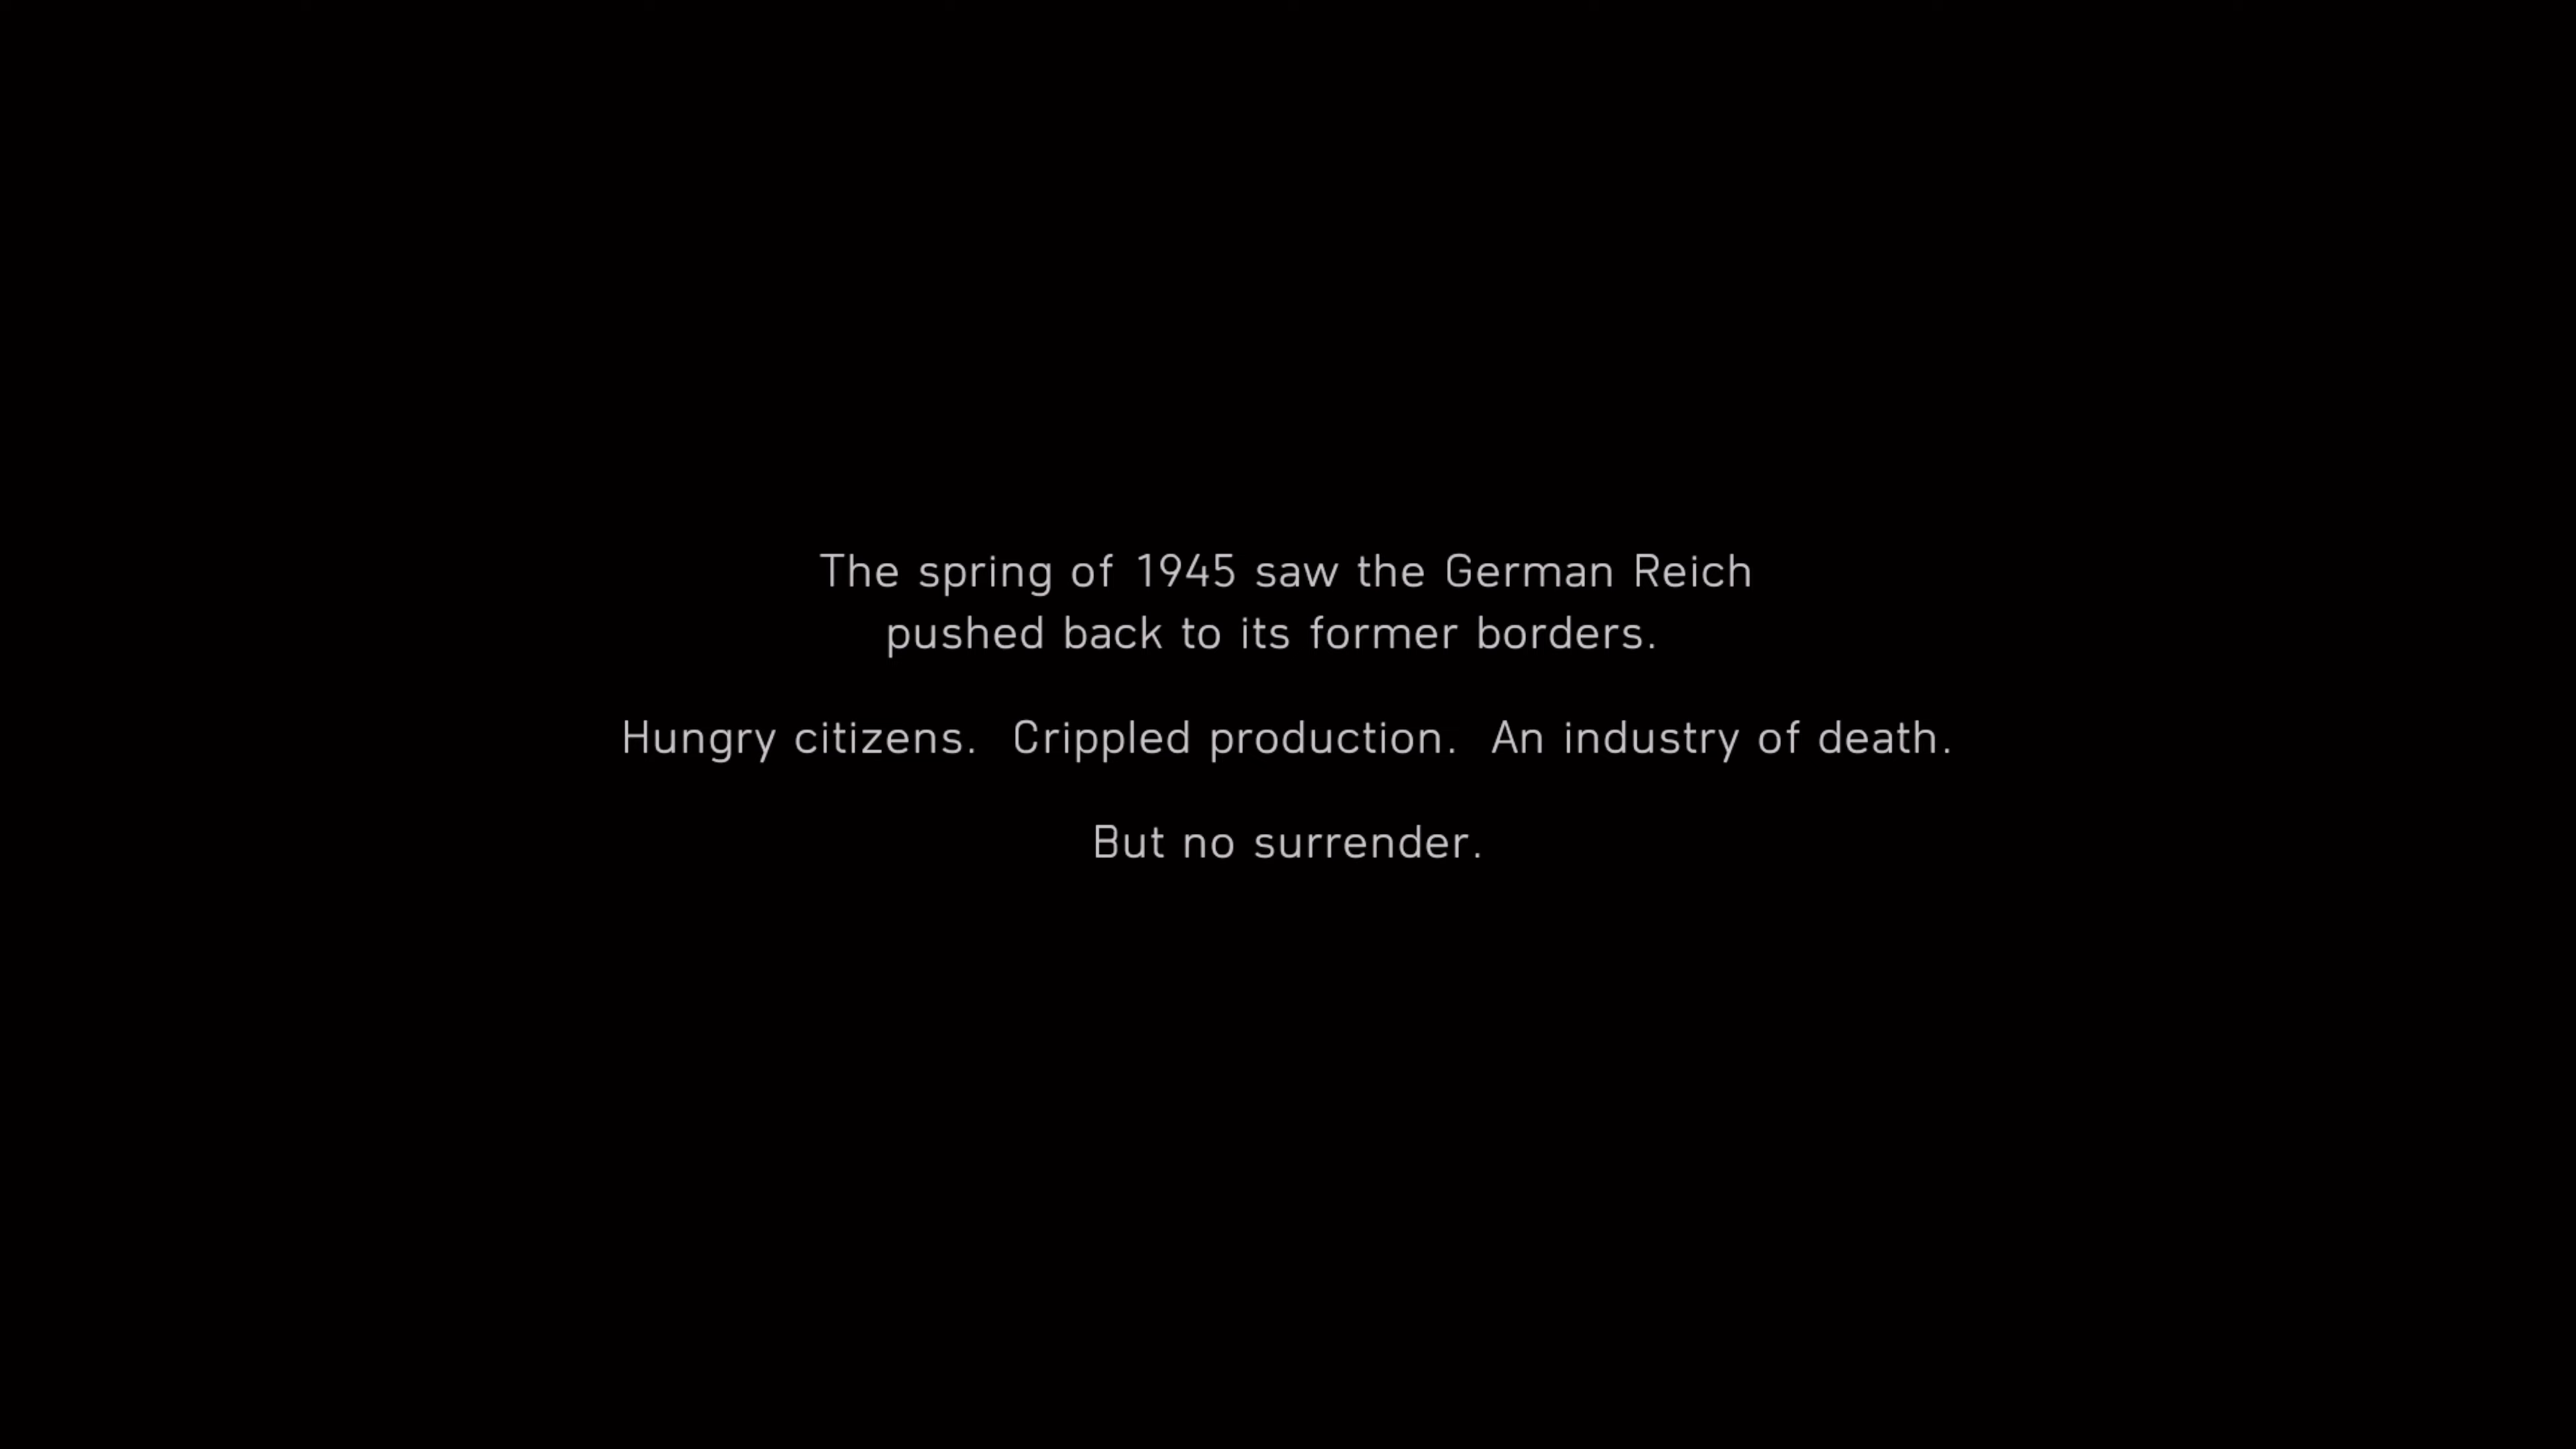 The spring of 1945 saw the German Reich
pushed back to its former borders.
Hungry citizens. Crippled production. An industry of death.
But no surrender.